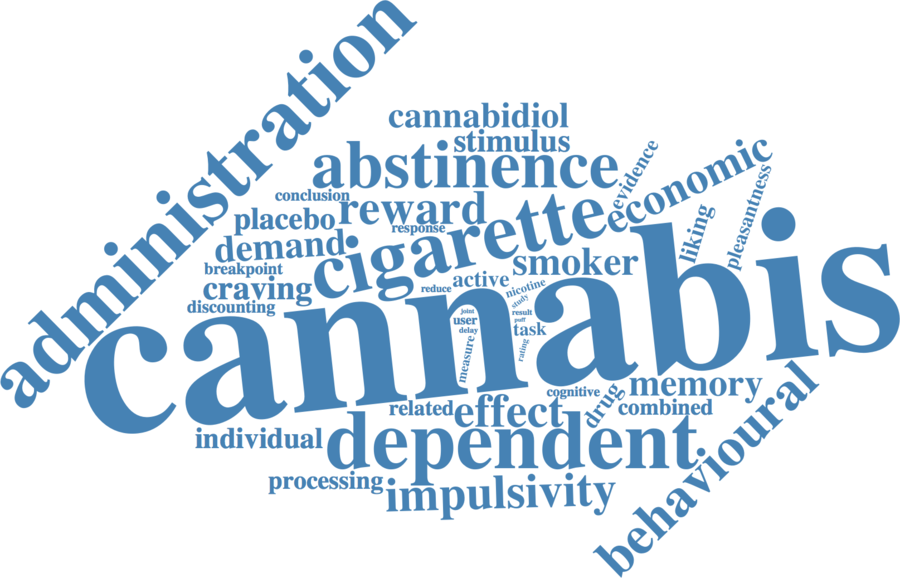 administration
cannabidiol
stimulus
abstinence
evidence
economic
pleasantness
conclusion
placebo
reward
response
cigarette
liking
demand
breakpoint
smoker
craving
reduce
active
nicotine
discounting
study
cannabis
joint
result
user
puff
delay
task
measure
rating
cognitive
drug
memory
related
effect
combined
individual
dependent
behavioural
processing
impulsivity